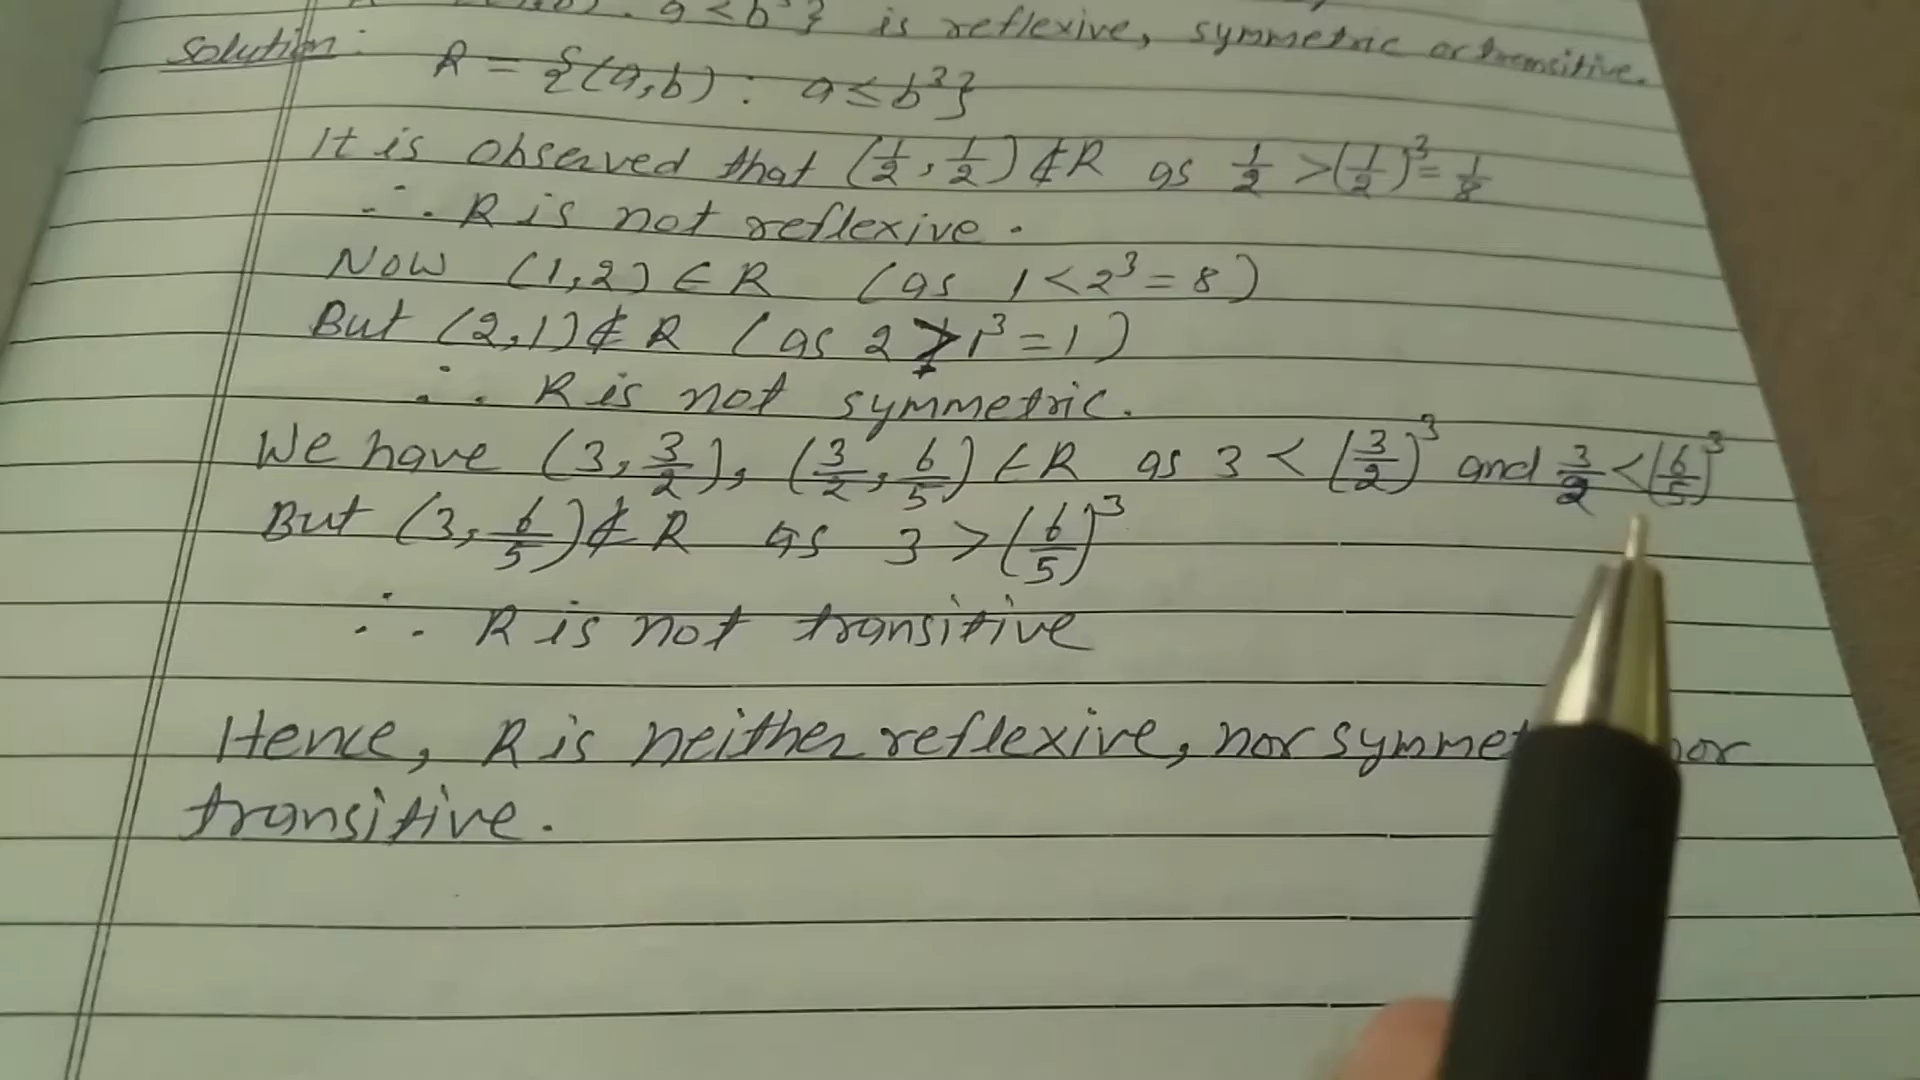 a ≤ b³} is reflexive, symmetric or transitive.
Solution: R = {(a,b) : a ≤ b³}
It is observed that (1/2, 1/2) ∉ R as 1/2 > (1/2)³ = 1/8
∴ R is not reflexive.
Now (1,2) ∈ R (as 1 < 2³ = 8)
But (2,1) ∉ R (as 2 > 1³ = 1)
∴ R is not symmetric.
We have (3, 3/2), (3/2, 6/5) ∈ R as 3 < (3/2)³ and 3/2 < (6/5)³
But (3, 6/5) ∉ R as 3 > (6/5)³
∴ R is not transitive
Hence, R is neither reflexive, nor symme nor
transitive.